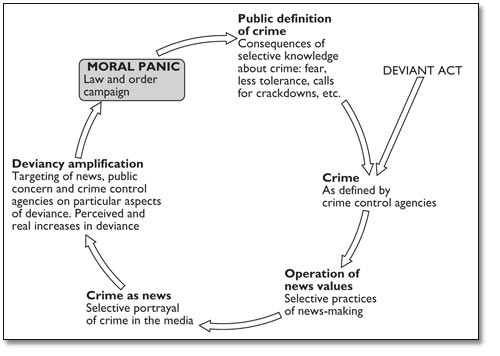 Public definition
of crime
Consequences of
selective knowledge
about crime: fear,
less tolerance, calls
for crackdowns, etc.
DEVIANT ACT
Crime
As defined by
crime control agencies
Operation of
news values
Selective practices
of news-making
Crime as news
Selective portrayal
of crime in the media
Deviancy amplification
Targeting of news, public
concern and crime control
agencies on particular aspects
of deviance. Perceived and
real increases in deviance
MORAL PANIC
Law and order
campaign